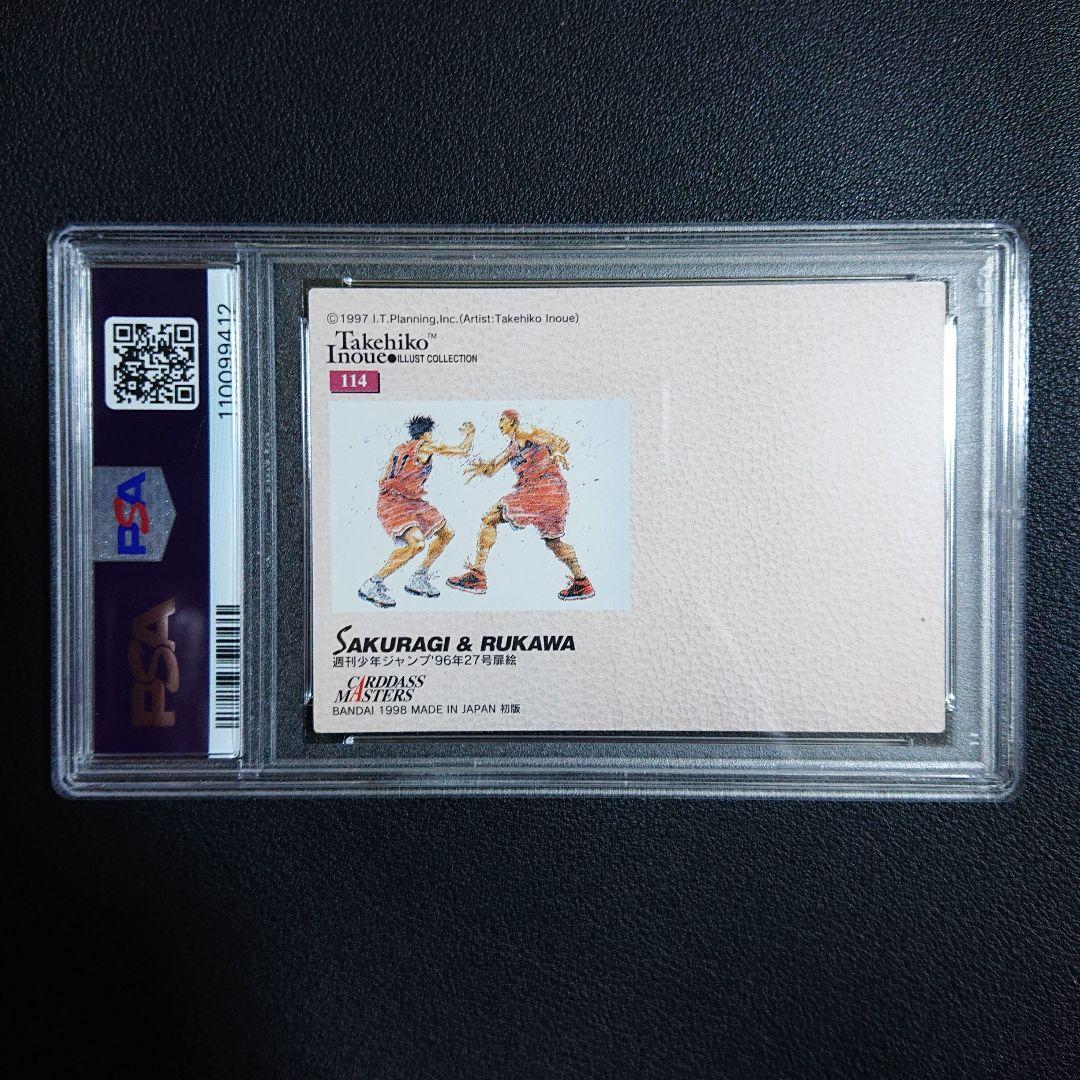 ©1997 I.T.Planning,Inc.(Artist:Takehiko Inoue)
Takehiko™
Inoue●ILLUST COLLECTION
114
11
SAKURAGI & RUKAWA
週刊少年ジャンプ'96年27号扉絵
CARDDASS
MASTERS
BANDAI 1998 MADE IN JAPAN 初版
110099412
PSA
PSA